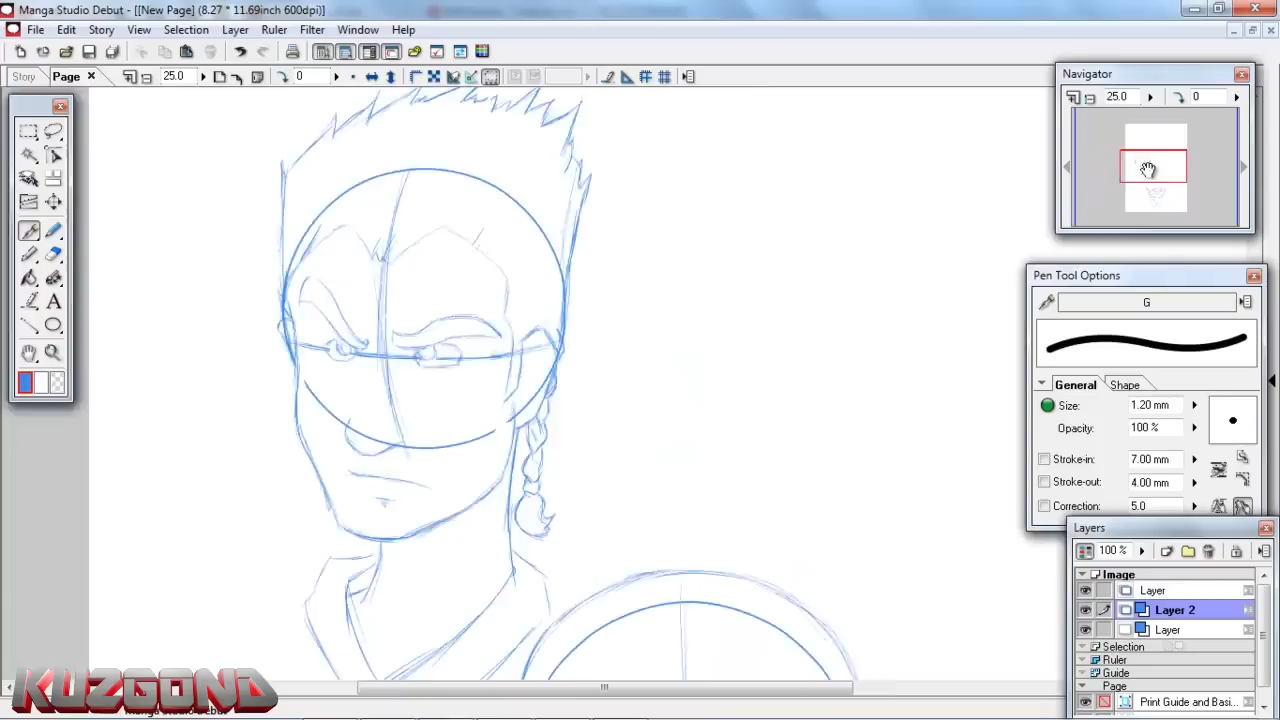 Manga Studio Debut - [[New Page] (8.27 * 11.69inch 600dpi)]
File Edit Story View Selection Layer Ruler Filter Window Help
Story Page 25.0 0
Navigator
25.0 0
Pen Tool Options
G
General Shape
Size: 1.20 mm
Opacity: 100 %
Stroke-in: 7.00 mm
Stroke-out: 4.00 mm
Correction: 5.0
Layers
100 %
Image
Layer
Layer 2
Layer
Selection
Ruler
Guide
Page
Print Guide and Basi...
A
KUZGOND